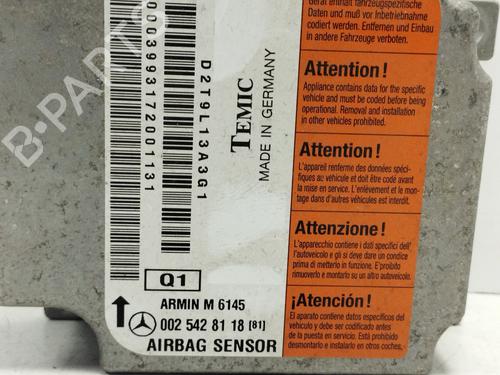 Gerät enthält fahrzeugspezifische
Daten und muß vor Inbetriebnahme
codiert werden. Entfernen und Einbau
in andere Fahrzeuge verboten.
Attention !
Appliance contains data for the specific
vehicle and must be coded before being
operational. Removal and installation
in other vehicles prohibited.
Attention !
L'appareil renferme des données spéci-
fiques au véhicule et doit être codé avant
la mise en service. L'enlèvement et le mon-
tage dans d'autres véhicules est interdit.
Attenzione !
L'apparecchio contiene i dati specifici dell'
autoveicolo e gli si deve dare un codice
prima di metterlo in funzione. E'proibito
rimuoverlo e montarlo su un altro autoveicolo.
¡Atención !
El aparato contiene datos específicos del
vehículo y debe ser codificado antes
de la puesta en servicio. Está prohibido
desmontarlo e instalarlo en otros coches.
TEMIC
MADE IN GERMANY
D2T9L13A3G1
0003993172001131
Q1
ARMIN M 6145
002 542 81 18 [81]
AIRBAG SENSOR
B-PARTS